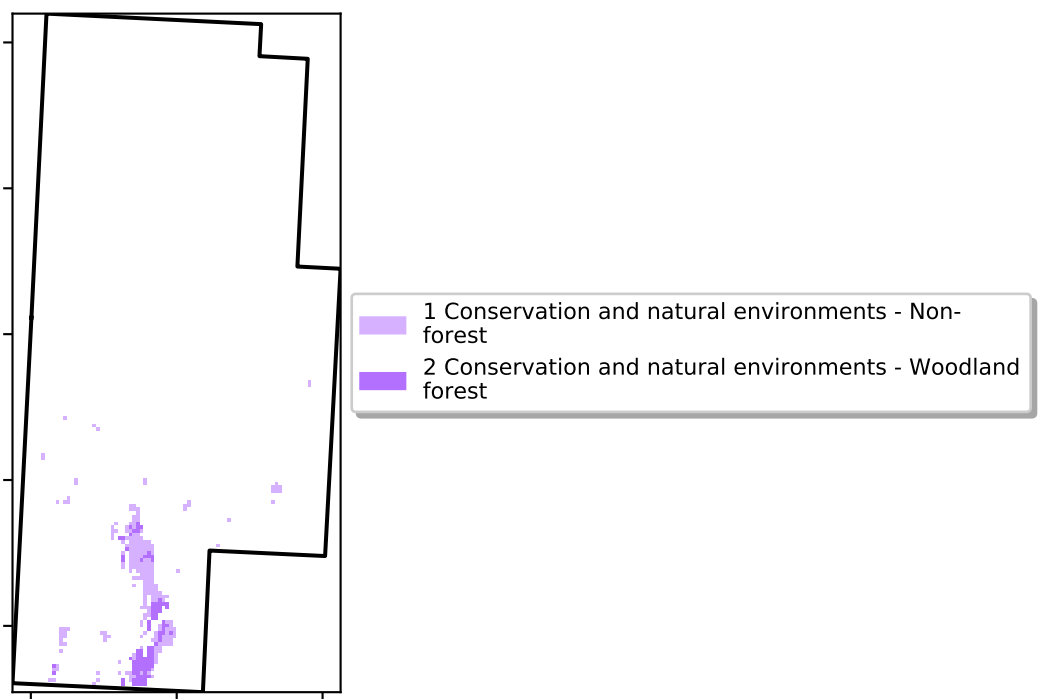 1 Conservation and natural environments - Non-
forest
2 Conservation and natural environments - Woodland
forest